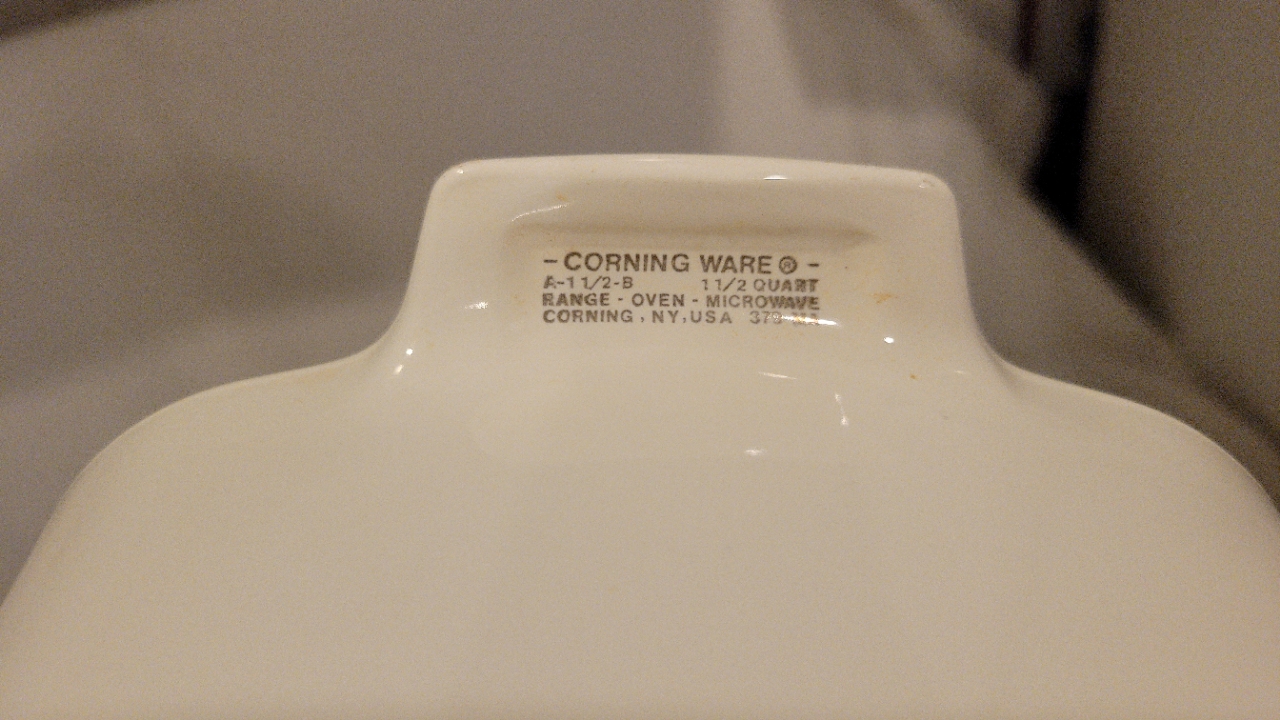 - CORNING WARE ® -
A-1 1/2-B 1 1/2 QUART
RANGE - OVEN - MICROWAVE
CORNING, NY, USA